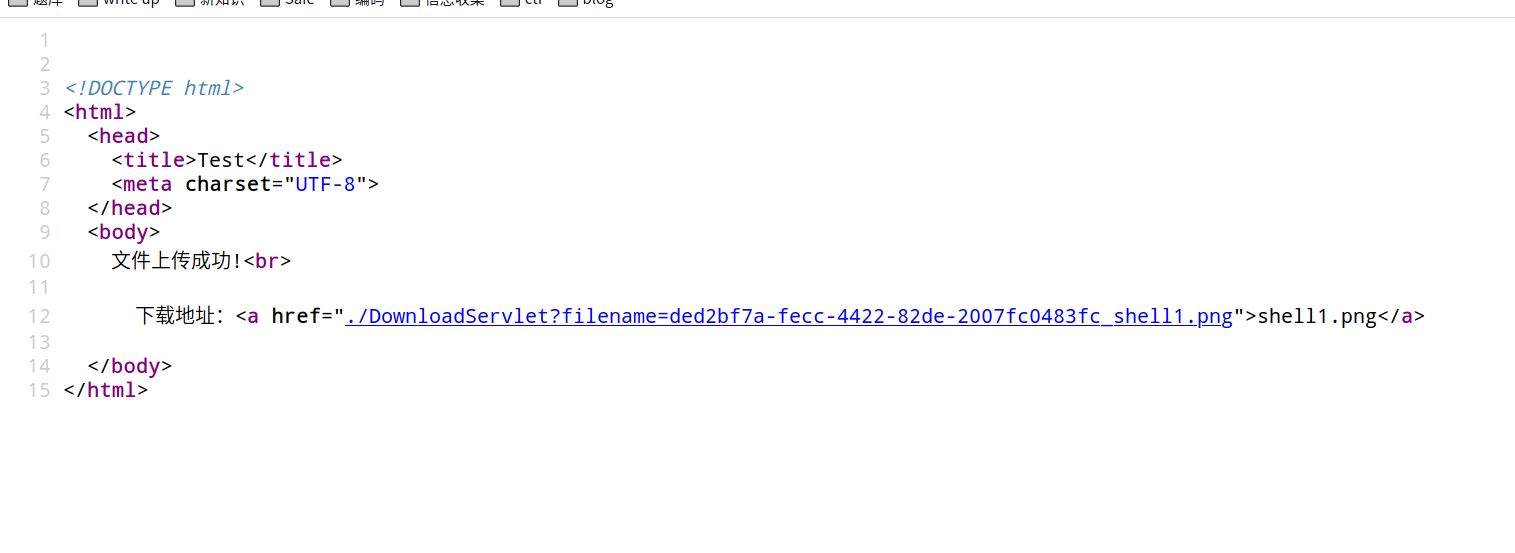 题库 write up 新知识 Safe 编码 信息收集 ctf blog
1
2
3 <!DOCTYPE html>
4 <html>
5 <head>
6 <title>Test</title>
7 <meta charset="UTF-8">
8 </head>
9 <body>
10 文件上传成功!<br>
11
12 下载地址：<a href="./DownloadServlet?filename=ded2bf7a-fecc-4422-82de-2007fc0483fc_shell1.png">shell1.png</a>
13
14 </body>
15 </html>